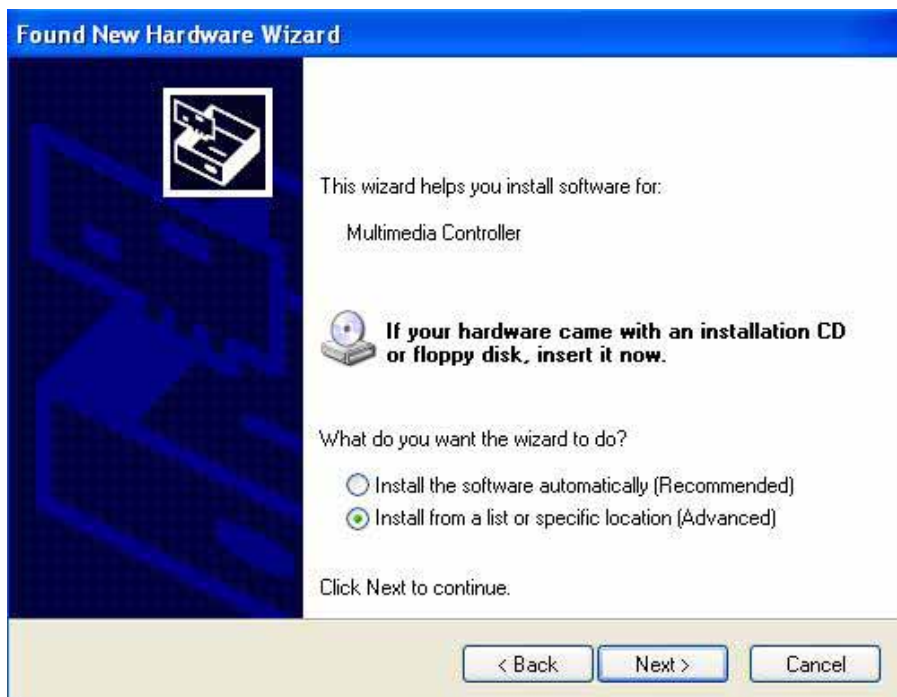 Found New Hardware Wizard
This wizard helps you install software for:
Multimedia Controller
If your hardware came with an installation CD
or floppy disk, insert it now.
What do you want the wizard to do?
Install the software automatically (Recommended)
Install from a list or specific location (Advanced)
Click Next to continue.
< Back Next > Cancel